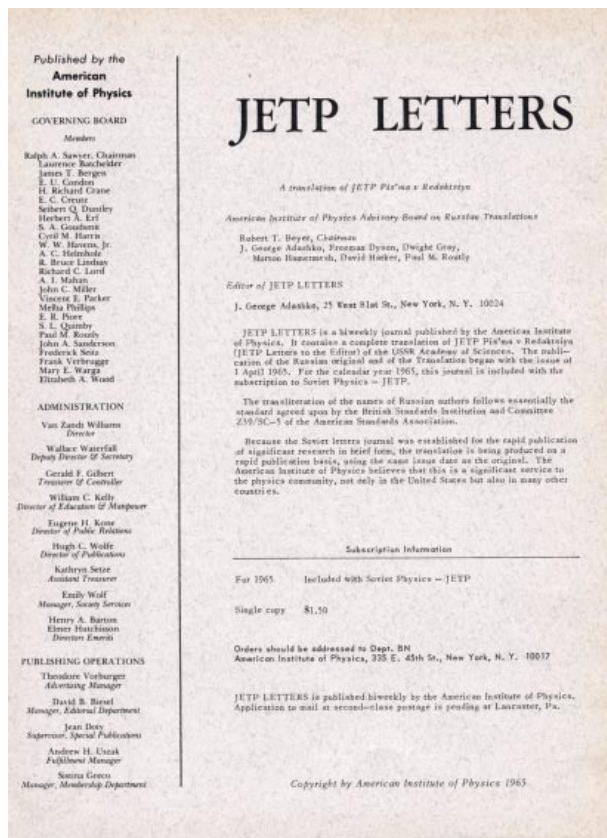 Published by the
American
Institute of Physics
GOVERNING BOARD
Members
Ralph A. Sawyer, Chairman
Laurence Batchelder
James T. Bergen
E. U. Condon
H. Richard Crane
E. C. Creutz
Seibert Q. Duntley
Herbert A. Erf
S. A. Goudsmit
Cyril M. Harris
W. W. Havens, Jr.
A. C. Helmholz
R. Bruce Lindsay
Richard C. Lord
A. I. Mahan
John C. Miller
Vincent E. Parker
Melba Phillips
E. R. Piore
S. L. Quimby
Paul M. Routly
John A. Sanderson
Frederick Seitz
Frank Verbrugge
Mary E. Warga
Elizabeth A. Wood
ADMINISTRATION
Van Zandt Williams
Director
Wallace Waterfall
Deputy Director & Secretary
Gerald F. Gilbert
Treasurer & Controller
William C. Kelly
Director of Education & Manpower
Eugene H. Kone
Director of Public Relations
Hugh C. Wolfe
Director of Publications
Kathryn Setze
Assistant Treasurer
Emily Wolf
Manager, Society Services
Henry A. Barton
Elmer Hutchison
Directors Emeriti
PUBLISHING OPERATIONS
Theodore Vorburger
Advertising Manager
David B. Biesel
Manager, Editorial Department
Jean Doty
Supervisor, Special Publications
Andrew H. Uszak
Fulfillment Manager
Sonina Greco
Manager, Membership Department
JETP LETTERS
A translation of JETP Pis'ma v Redaktsiyu
American Institute of Physics Advisory Board on Russian Translations
Robert T. Beyer, Chairman
J. George Adashko, Freeman Dyson, Dwight Gray,
Morton Hamermesh, David Harker, Paul M. Routly
Editor of JETP LETTERS
J. George Adashko, 25 West 81st St., New York, N. Y. 10024
JETP LETTERS is a biweekly journal published by the American Institute
of Physics. It contains a complete translation of JETP Pis'ma v Redaktsiyu
(JETP Letters to the Editor) of the USSR Academy of Sciences. The publi-
cation of the Russian original and of the Translation began with the issue of
1 April 1965. For the calendar year 1965, this journal is included with the
subscription to Soviet Physics – JETP.
The transliteration of the names of Russian authors follows essentially the
standard agreed upon by the British Standards Institution and Committee
Z39/SC-5 of the American Standards Association.
Because the Soviet letters journal was established for the rapid publication
of significant research in brief form, the translation is being produced on a
rapid publication basis, using the same issue date as the original. The
American Institute of Physics believes that this is a significant service to
the physics community, not only in the United States but also in many other
countries.
Subscription Information
For 1965 Included with Soviet Physics – JETP
Single copy $1.50
Orders should be addressed to Dept. BN
American Institute of Physics, 335 E. 45th St., New York, N. Y. 10017
JETP LETTERS is published biweekly by the American Institute of Physics.
Application to mail at second-class postage is pending at Lancaster, Pa.
Copyright by American Institute of Physics 1965